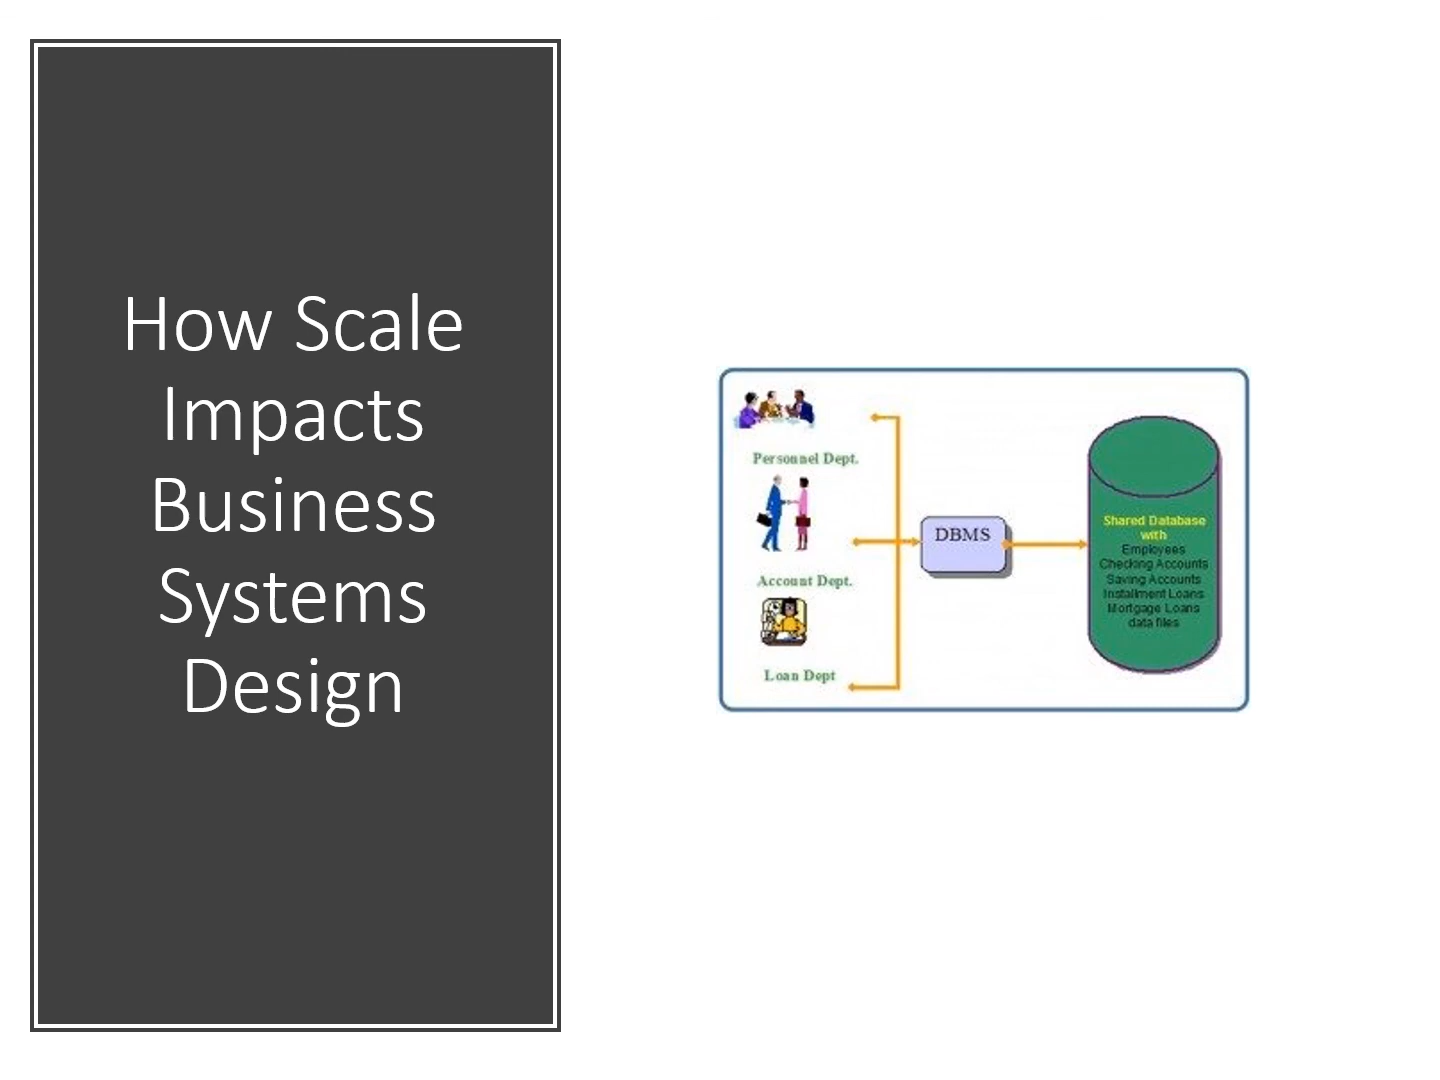 How Scale
Impacts
Business
Systems
Design
Personnel Dept.
Account Dept.
Loan Dept
DBMS
Shared Database
with
Employees
Checking Accounts
Saving Accounts
Installment Loans
Mortgage Loans
data files